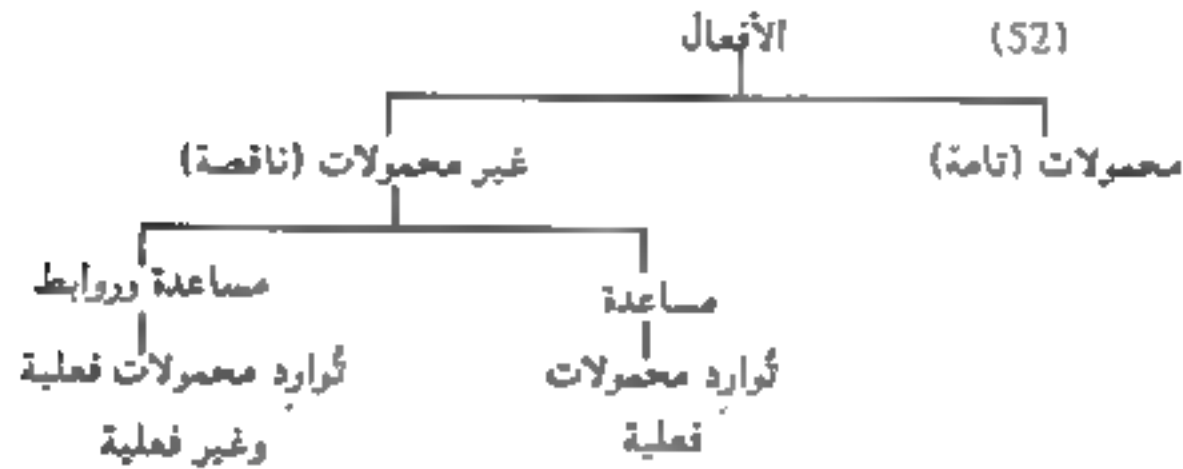 (52) الأفعال
محمولات (تامة) غير محمولات (ناقصة)
مساعدة مساعدة وروابط
تُوارِد محمولات تُوارِد محمولات فعلية
فعلية وغير فعلية